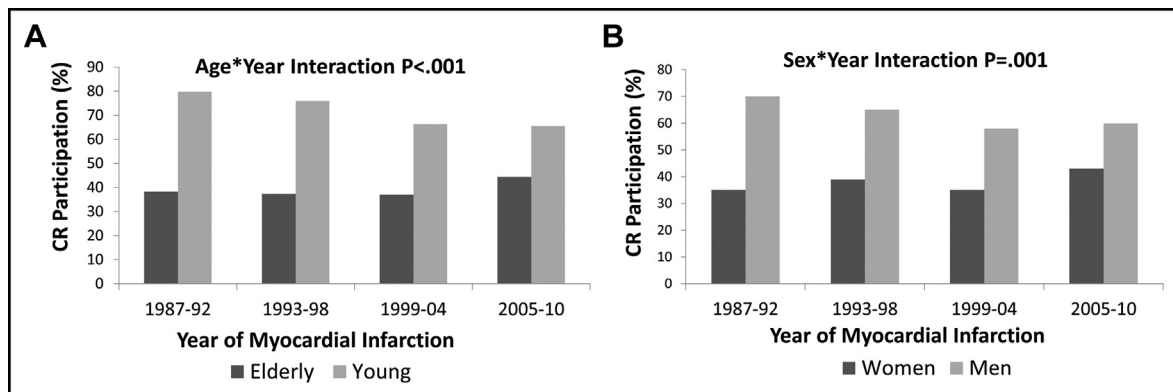 A
Age*Year Interaction P<.001
CR Participation (%)
90
80
70
60
50
40
30
20
10
0
1987-92 1993-98 1999-04 2005-10
Year of Myocardial Infarction
Elderly Young
B
Sex*Year Interaction P=.001
CR Participation (%)
80
70
60
50
40
30
20
10
0
1987-92 1993-98 1999-04 2005-10
Year of Myocardial Infarction
Women Men